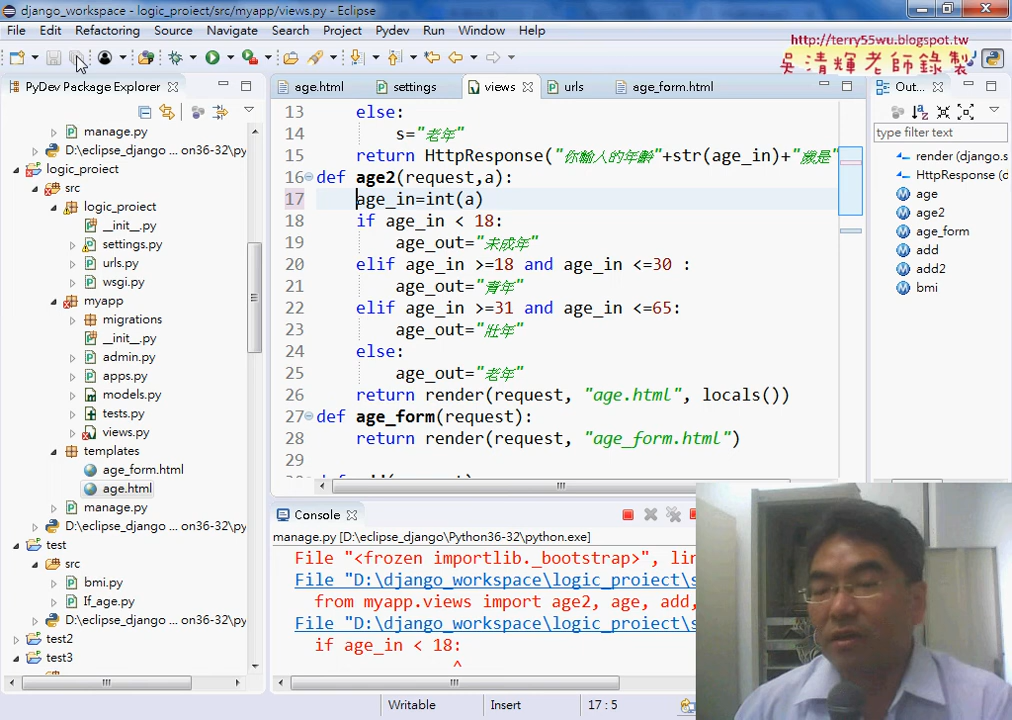 django_workspace - logic_proiect/src/myapp/views.py - Eclipse
File Edit Refactoring Source Navigate Search Project Pydev Run Window Help
http://terry55wu.blogspot.tw
吳清輝老師錄製
PyDev Package Explorer
age.html settings views urls age_form.html
Out...
type filter text
manage.py
D:\eclipse_django ... on36-32\py
logic_project
src
logic_proiect
__init__.py
settings.py
urls.py
wsgi.py
myapp
migrations
__init__.py
admin.py
apps.py
models.py
tests.py
views.py
templates
age_form.html
age.html
manage.py
D:\eclipse_django ... on36-32\py
test
src
bmi.py
If_age.py
D:\eclipse_django ... on36-32\py
test2
test3
13 else:
14 s="老年"
15 return HttpResponse("你輸入的年齡"+str(age_in)+"歲是"
16 def age2(request,a):
17 age_in=int(a)
18 if age_in < 18:
19 age_out="未成年"
20 elif age_in >=18 and age_in <=30 :
21 age_out="青年"
22 elif age_in >=31 and age_in <=65:
23 age_out="壯年"
24 else:
25 age_out="老年"
26 return render(request, "age.html", locals())
27 def age_form(request):
28 return render(request, "age_form.html")
29
render (django.s
HttpResponse (d
age
age2
age_form
add
add2
bmi
Console
manage.py [D:\eclipse_django\Python36-32\python.exe]
File "<frozen importlib._bootstrap>", lin
File "D:\django_workspace\logic_proiect\s
from myapp.views import age2, age, add,
File "D:\django_workspace\logic_proiect\s
if age_in < 18:
^
Writable Insert 17 : 5